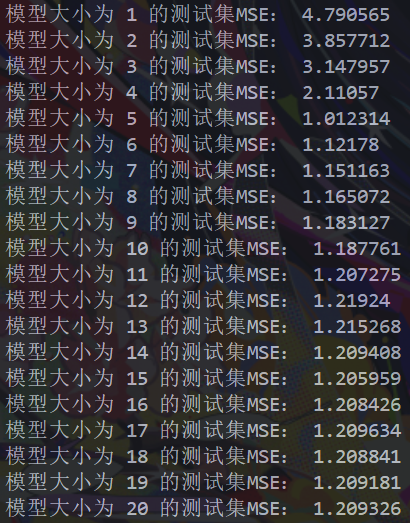 模型大小为 1 的测试集MSE: 4.790565
模型大小为 2 的测试集MSE: 3.857712
模型大小为 3 的测试集MSE: 3.147957
模型大小为 4 的测试集MSE: 2.11057
模型大小为 5 的测试集MSE: 1.012314
模型大小为 6 的测试集MSE: 1.12178
模型大小为 7 的测试集MSE: 1.151163
模型大小为 8 的测试集MSE: 1.165072
模型大小为 9 的测试集MSE: 1.183127
模型大小为 10 的测试集MSE: 1.187761
模型大小为 11 的测试集MSE: 1.207275
模型大小为 12 的测试集MSE: 1.21924
模型大小为 13 的测试集MSE: 1.215268
模型大小为 14 的测试集MSE: 1.209408
模型大小为 15 的测试集MSE: 1.205959
模型大小为 16 的测试集MSE: 1.208426
模型大小为 17 的测试集MSE: 1.209634
模型大小为 18 的测试集MSE: 1.208841
模型大小为 19 的测试集MSE: 1.209181
模型大小为 20 的测试集MSE: 1.209326